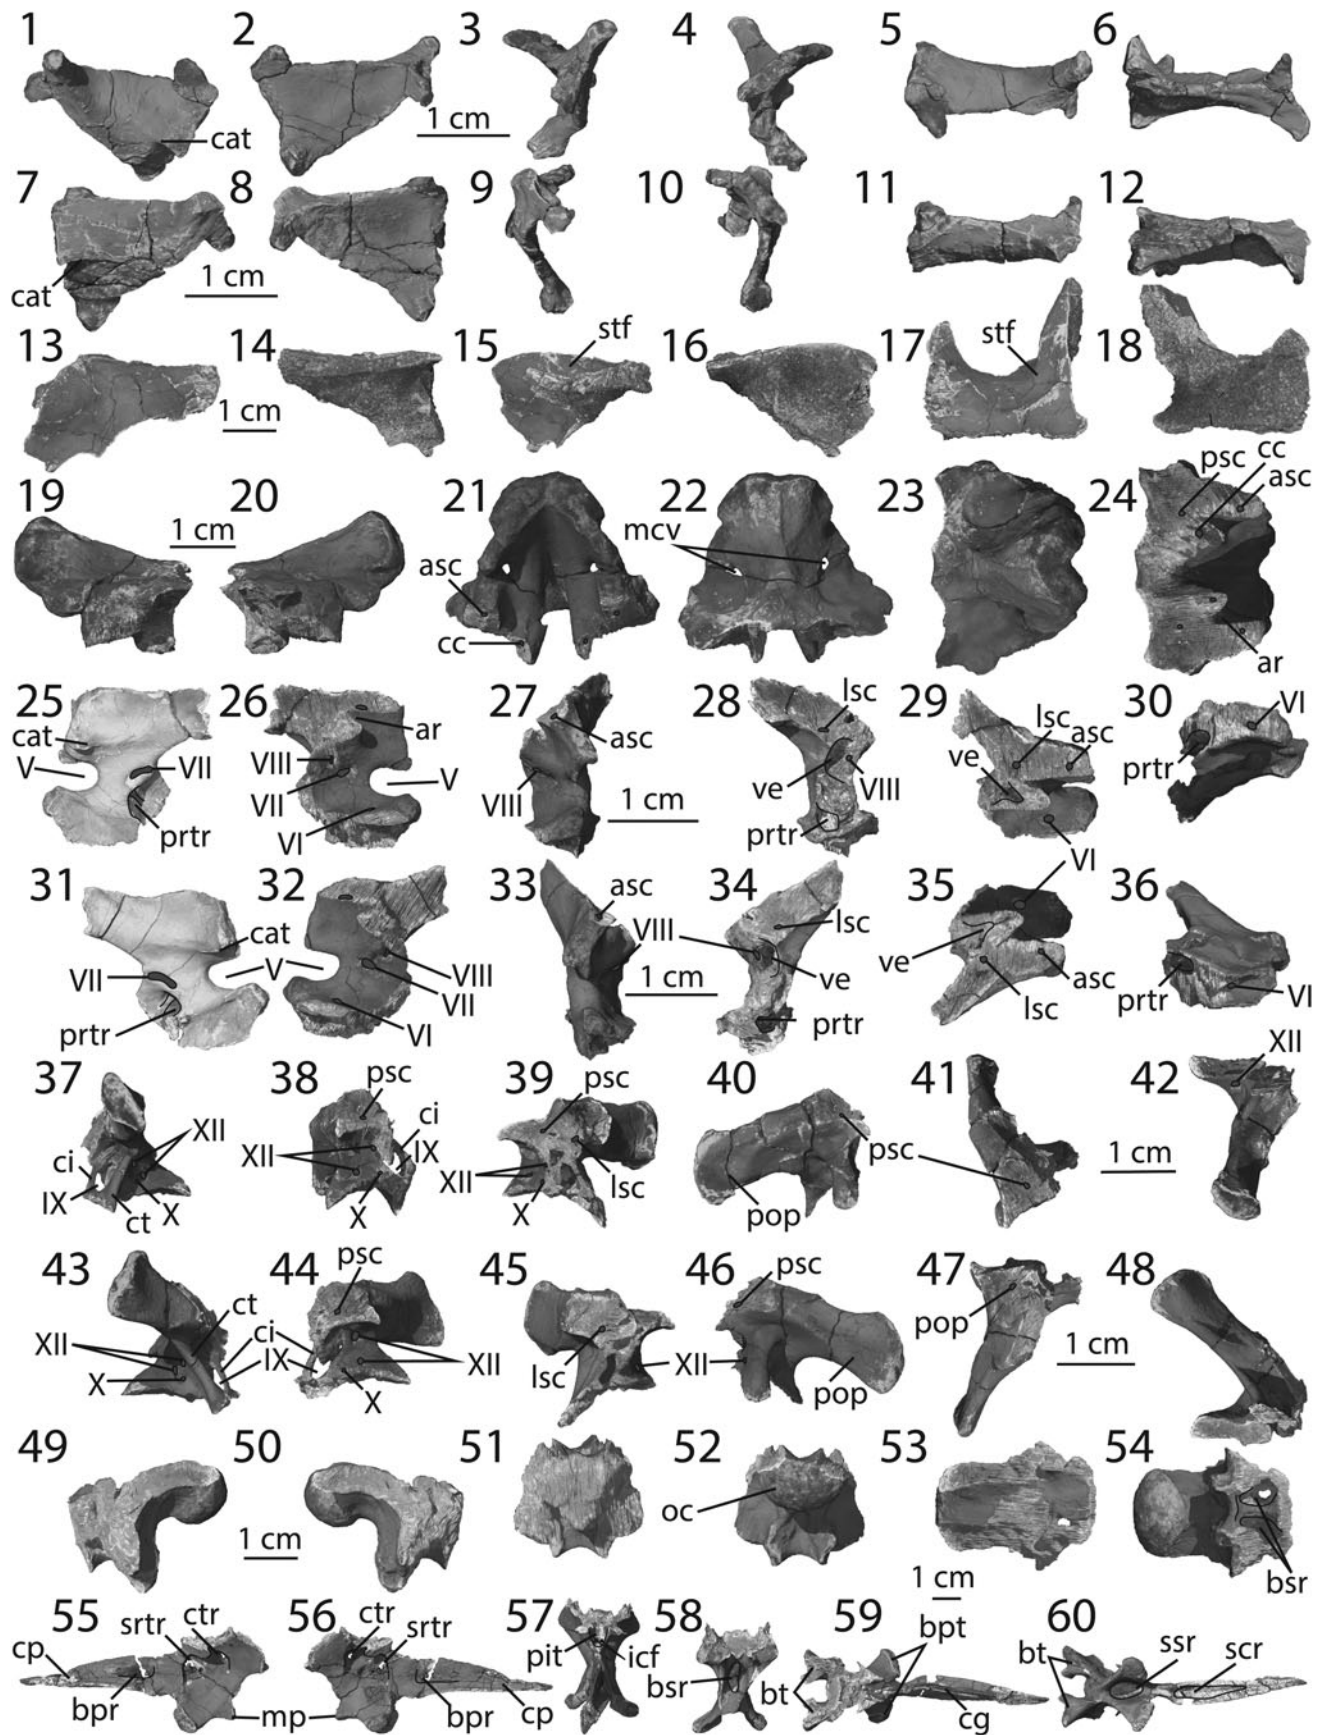 1 2 3 4 5 6
cat 1 cm
7 8 9 10 11 12
cat 1 cm
13 14 15 stf 16 17 stf 18
1 cm
19 20 21 22 23 24 psc cc asc
1 cm mcv
asc
cc ar
25 26 27 28 lsc 29 lsc asc 30 VI
cat ar asc
V VII VIII V VIII ve VIII ve prtr
VII 1 cm
prtr VI prtr VI
31 32 33 asc 34 lsc 35 36
cat VIII
VII V VIII ve ve asc
VII 1 cm lsc prtr VI
prtr VI prtr
37 38 psc 39 psc 40 41 42 XII
XII ci psc
ci XII IX XII 1 cm
IX ct X X X lsc pop
43 44 psc 45 46 psc 47 48
ct pop
XII ci XII
X IX X lsc XII pop 1 cm
49 50 51 52 53 54
oc
1 cm bsr
55 ctr 56 ctr 57 58 1 cm 59 bpt 60
srtr srtr
cp pit icf bt ssr scr
bpr mp bpr cp bsr bt cg